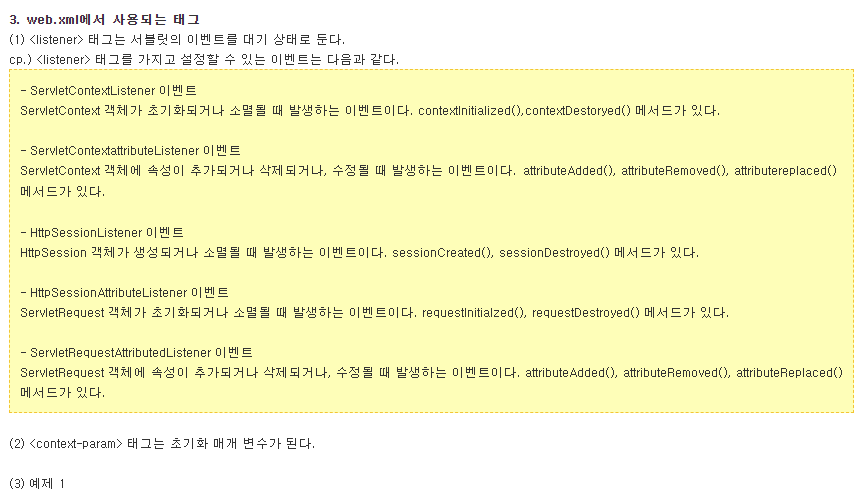 3. web.xml에서 사용되는 태그
(1) <listener> 태그는 서블릿의 이벤트를 대기 상태로 둔다.
cp.) <listener> 태그를 가지고 설정할 수 있는 이벤트는 다음과 같다.
- ServletContextListener 이벤트
ServletContext 객체가 초기화되거나 소멸될 때 발생하는 이벤트이다. contextInitialized(),contextDestoryed() 메서드가 있다.
- ServletContextattributeListener 이벤트
ServletContext 객체에 속성이 추가되거나 삭제되거나, 수정될 때 발생하는 이벤트이다. attributeAdded(), attributeRemoved(), attributereplaced()
메서드가 있다.
- HttpSessionListener 이벤트
HttpSession 객체가 생성되거나 소멸될 때 발생하는 이벤트이다. sessionCreated(), sessionDestroyed() 메서드가 있다.
- HttpSessionAttributeListener 이벤트
ServletRequest 객체가 초기화되거나 소멸될 때 발생하는 이벤트이다. requestInitialzed(), requestDestroyed() 메서드가 있다.
- ServletRequestAttributedListener 이벤트
ServletRequest 객체에 속성이 추가되거나 삭제되거나, 수정될 때 발생하는 이벤트이다. attributeAdded(), attributeRemoved(), attributeReplaced()
메서드가 있다.
(2) <context-param> 태그는 초기화 매개 변수가 된다.
(3) 예제 1